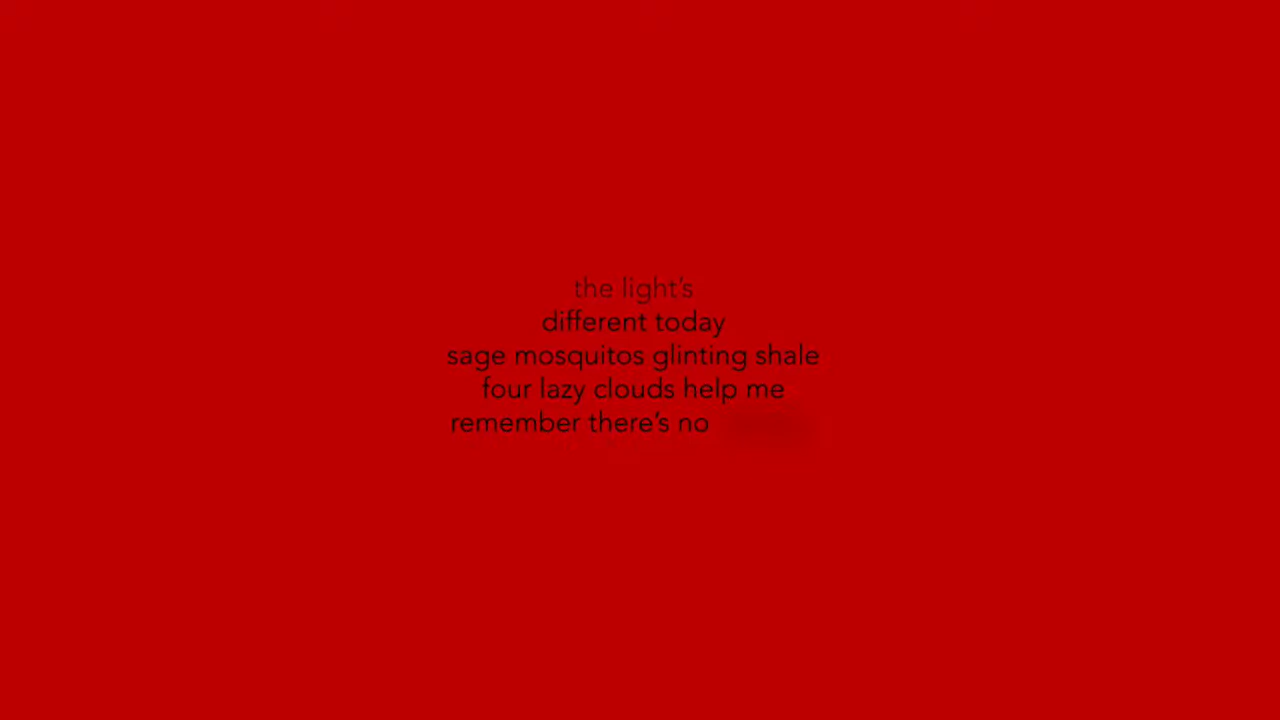 the light’s
different today
sage mosquitos glinting shale
four lazy clouds help me
remember there’s no